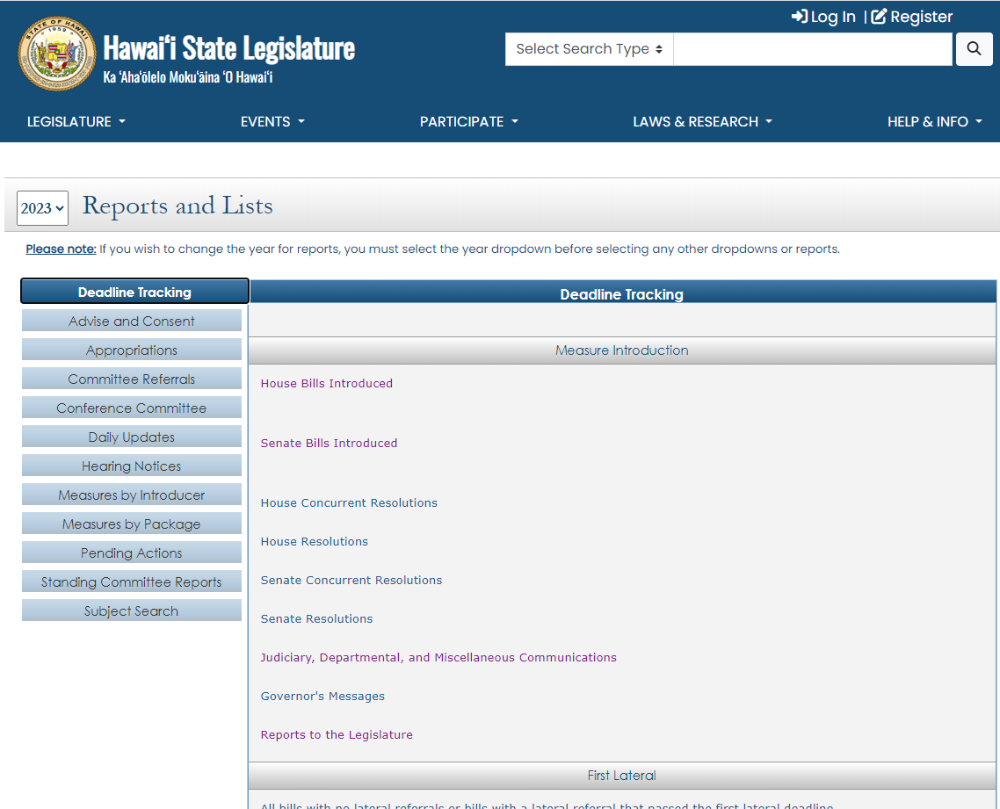 Log In | Register
STATE OF HAWAII
1959
Hawaiʻi State Legislature
Ka ʻAhaʻōlelo Mokuʻāina ʻO Hawaiʻi
Select Search Type
LEGISLATURE EVENTS PARTICIPATE LAWS & RESEARCH HELP & INFO
2023 Reports and Lists
Please note: If you wish to change the year for reports, you must select the year dropdown before selecting any other dropdowns or reports.
Deadline Tracking
Advise and Consent
Appropriations
Committee Referrals
Conference Committee
Daily Updates
Hearing Notices
Measures by Introducer
Measures by Package
Pending Actions
Standing Committee Reports
Subject Search
Deadline Tracking
Measure Introduction
House Bills Introduced
Senate Bills Introduced
House Concurrent Resolutions
House Resolutions
Senate Concurrent Resolutions
Senate Resolutions
Judiciary, Departmental, and Miscellaneous Communications
Governor's Messages
Reports to the Legislature
First Lateral
All bills with no lateral referrals or bills with a lateral referral that passed the first lateral deadline